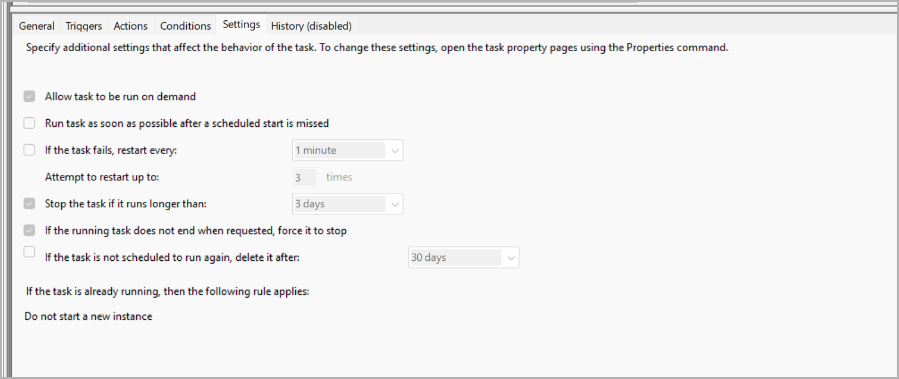 General Triggers Actions Conditions Settings History (disabled)
Specify additional settings that affect the behavior of the task. To change these settings, open the task property pages using the Properties command.
Allow task to be run on demand
Run task as soon as possible after a scheduled start is missed
If the task fails, restart every: 1 minute
Attempt to restart up to: 3 times
Stop the task if it runs longer than: 3 days
If the running task does not end when requested, force it to stop
If the task is not scheduled to run again, delete it after: 30 days
If the task is already running, then the following rule applies:
Do not start a new instance